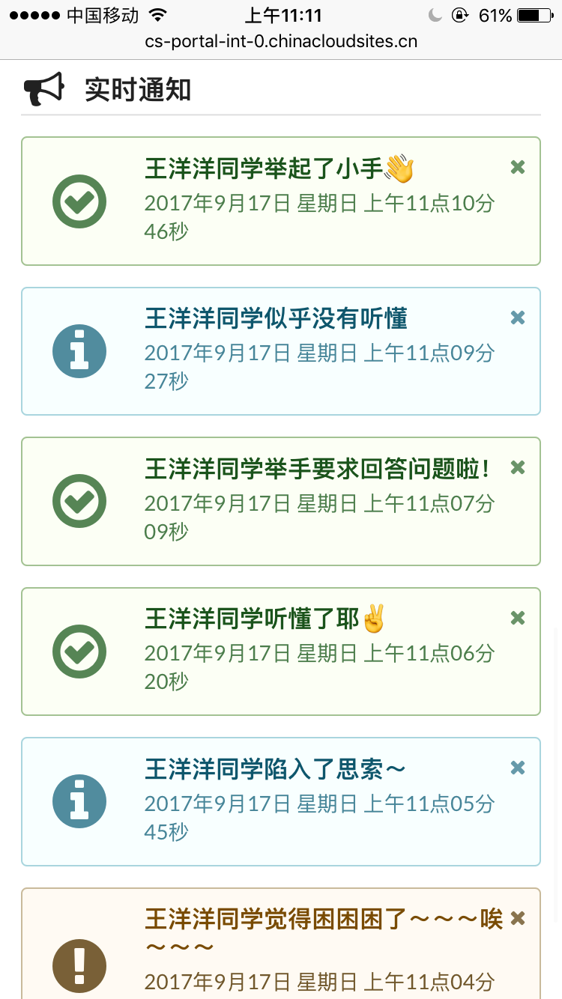 中国移动 上午11:11 61%
cs-portal-int-0.chinacloudsites.cn
实时通知
王洋洋同学举起了小手👋
2017年9月17日 星期日 上午11点10分
46秒
王洋洋同学似乎没有听懂
2017年9月17日 星期日 上午11点09分
27秒
王洋洋同学举手要求回答问题啦！
2017年9月17日 星期日 上午11点07分
09秒
王洋洋同学听懂了耶✌
2017年9月17日 星期日 上午11点06分
20秒
王洋洋同学陷入了思索～
2017年9月17日 星期日 上午11点05分
45秒
王洋洋同学觉得困困困了～～～唉
～～～
2017年9月17日 星期日 上午11点04分